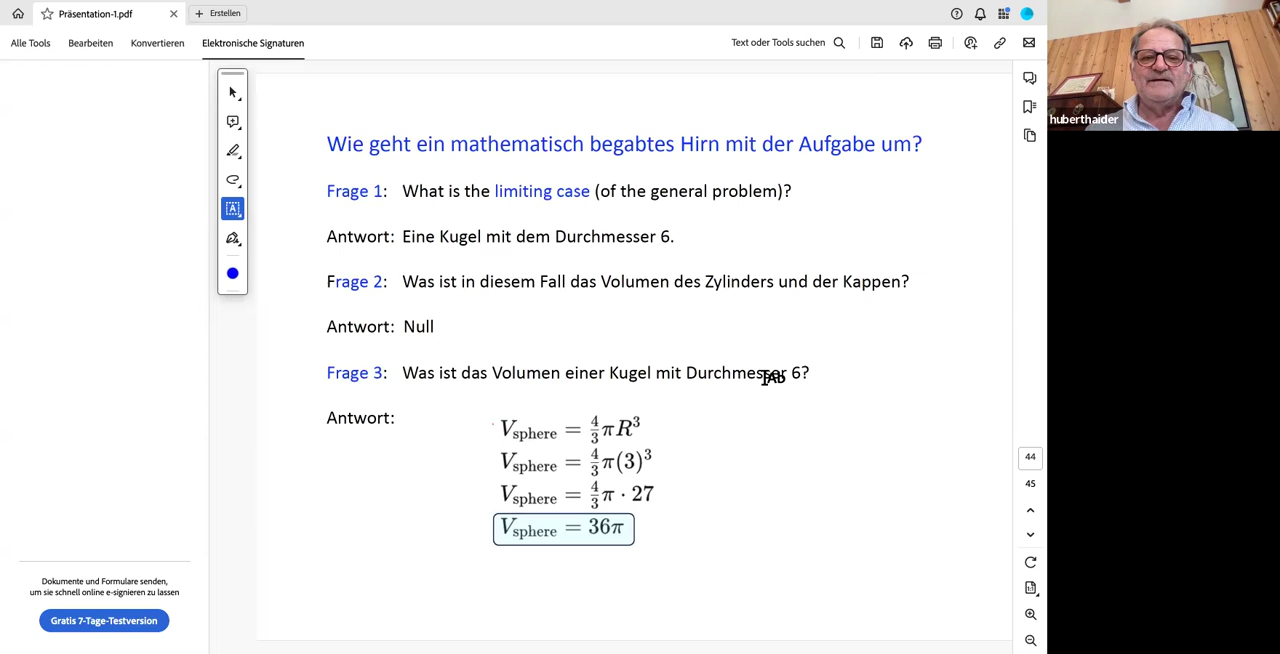 Präsentation-1.pdf
Erstellen
Alle Tools
Bearbeiten
Konvertieren
Elektronische Signaturen
Text oder Tools suchen
huberthaider
Wie geht ein mathematisch begabtes Hirn mit der Aufgabe um?
Frage 1: What is the limiting case (of the general problem)?
Antwort: Eine Kugel mit dem Durchmesser 6.
Frage 2: Was ist in diesem Fall das Volumen des Zylinders und der Kappen?
Antwort: Null
Frage 3: Was ist das Volumen einer Kugel mit Durchmesser 6?
Antwort:
V_sphere = 4/3 π R³
V_sphere = 4/3 π(3)³
V_sphere = 4/3 π · 27
V_sphere = 36π
44
45
Dokumente und Formulare senden,
um sie schnell online e-signieren zu lassen
Gratis 7-Tage-Testversion